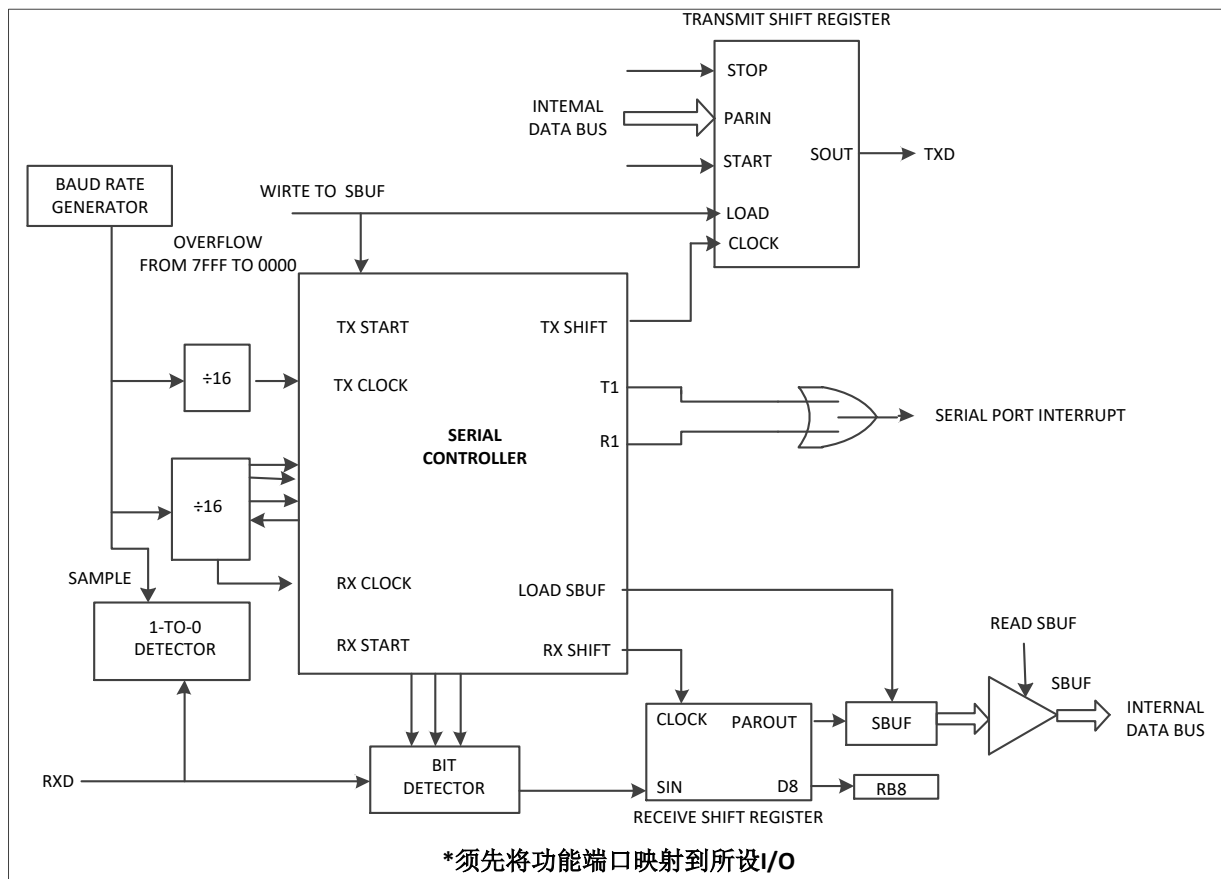 TRANSMIT SHIFT REGISTER
STOP
INTEMAL
DATA BUS
PARIN
START
SOUT
TXD
LOAD
CLOCK
BAUD RATE
GENERATOR
WIRTE TO SBUF
OVERFLOW
FROM 7FFF TO 0000
TX START
TX SHIFT
÷16
TX CLOCK
T1
R1
SERIAL PORT INTERRUPT
SERIAL
CONTROLLER
÷16
SAMPLE
RX CLOCK
LOAD SBUF
1-TO-0
DETECTOR
RX START
RX SHIFT
READ SBUF
SBUF
CLOCK
PAROUT
SBUF
INTERNAL
DATA BUS
RXD
BIT
DETECTOR
SIN
D8
RB8
RECEIVE SHIFT REGISTER
*须先将功能端口映射到所设I/O